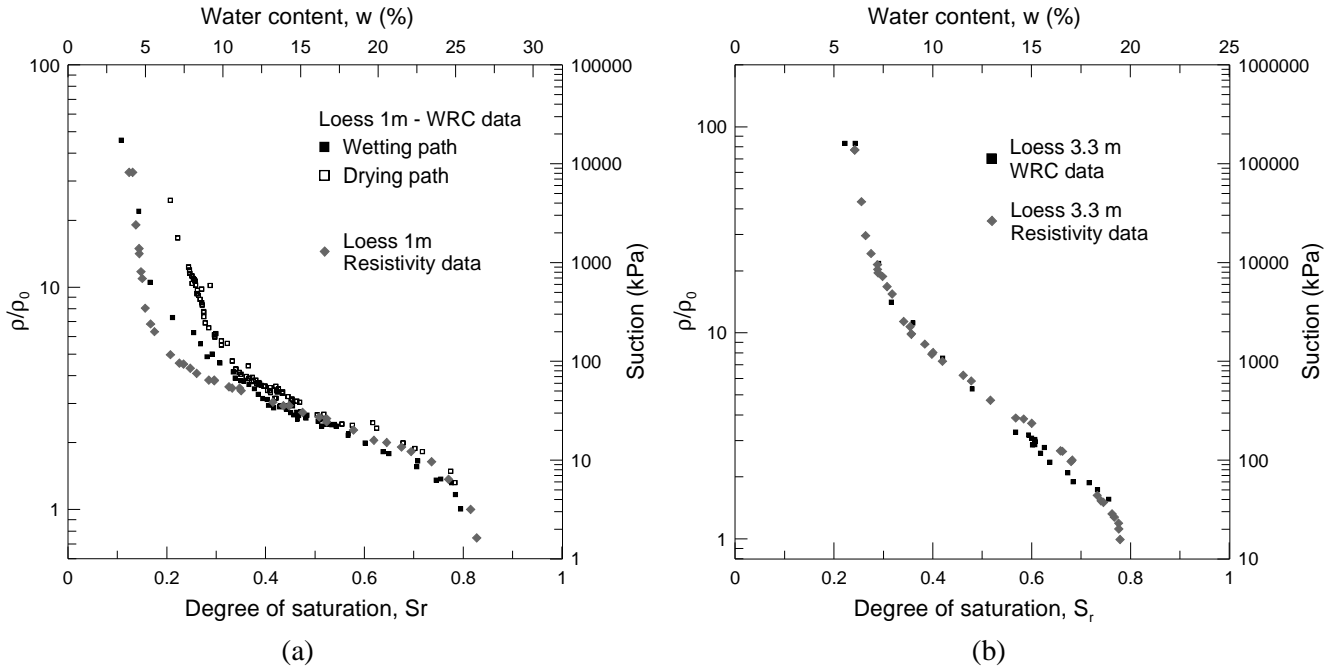 Water content, w (%)
0 5 10 15 20 25 30
100
10
1
ρ/ρ0
100000
10000
1000
100
10
1
Suction (kPa)
Loess 1m - WRC data
Wetting path
Drying path
Loess 1m
Resistivity data
0 0.2 0.4 0.6 0.8 1
Degree of saturation, Sr
(a)
Water content, w (%)
0 5 10 15 20 25
100
10
1
ρ/ρ0
1000000
100000
10000
1000
100
10
Suction (kPa)
Loess 3.3 m
WRC data
Loess 3.3 m
Resistivity data
0 0.2 0.4 0.6 0.8 1
Degree of saturation, Sr
(b)